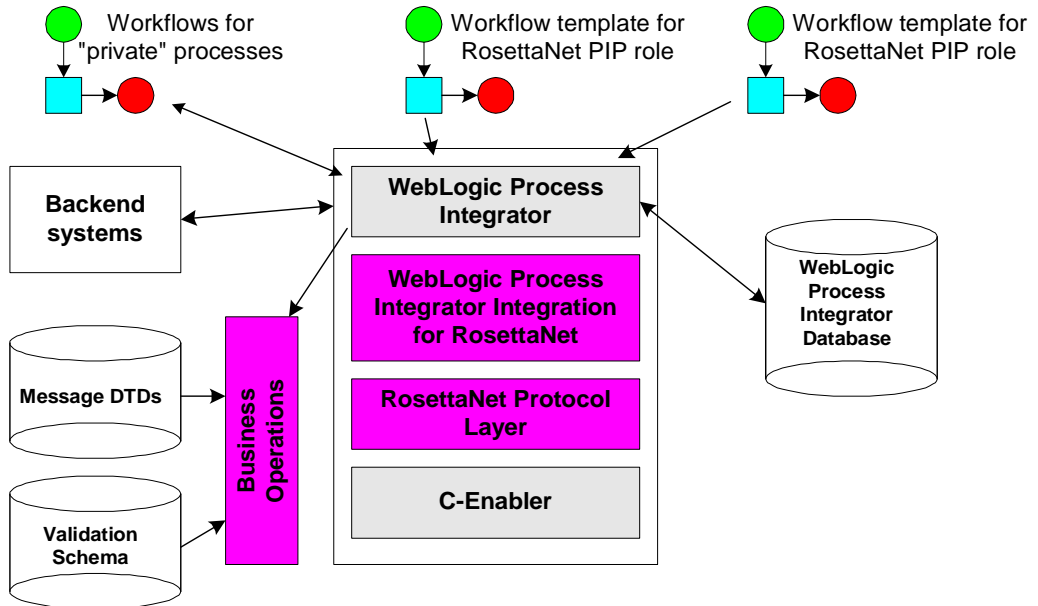 Workflows for
"private" processes
Workflow template for
RosettaNet PIP role
Workflow template for
RosettaNet PIP role
WebLogic Process
Integrator
Backend
systems
WebLogic Process
Integrator Integration
for RosettaNet
WebLogic
Process
Integrator
Database
Message DTDs
Business
Operations
RosettaNet Protocol
Layer
C-Enabler
Validation
Schema